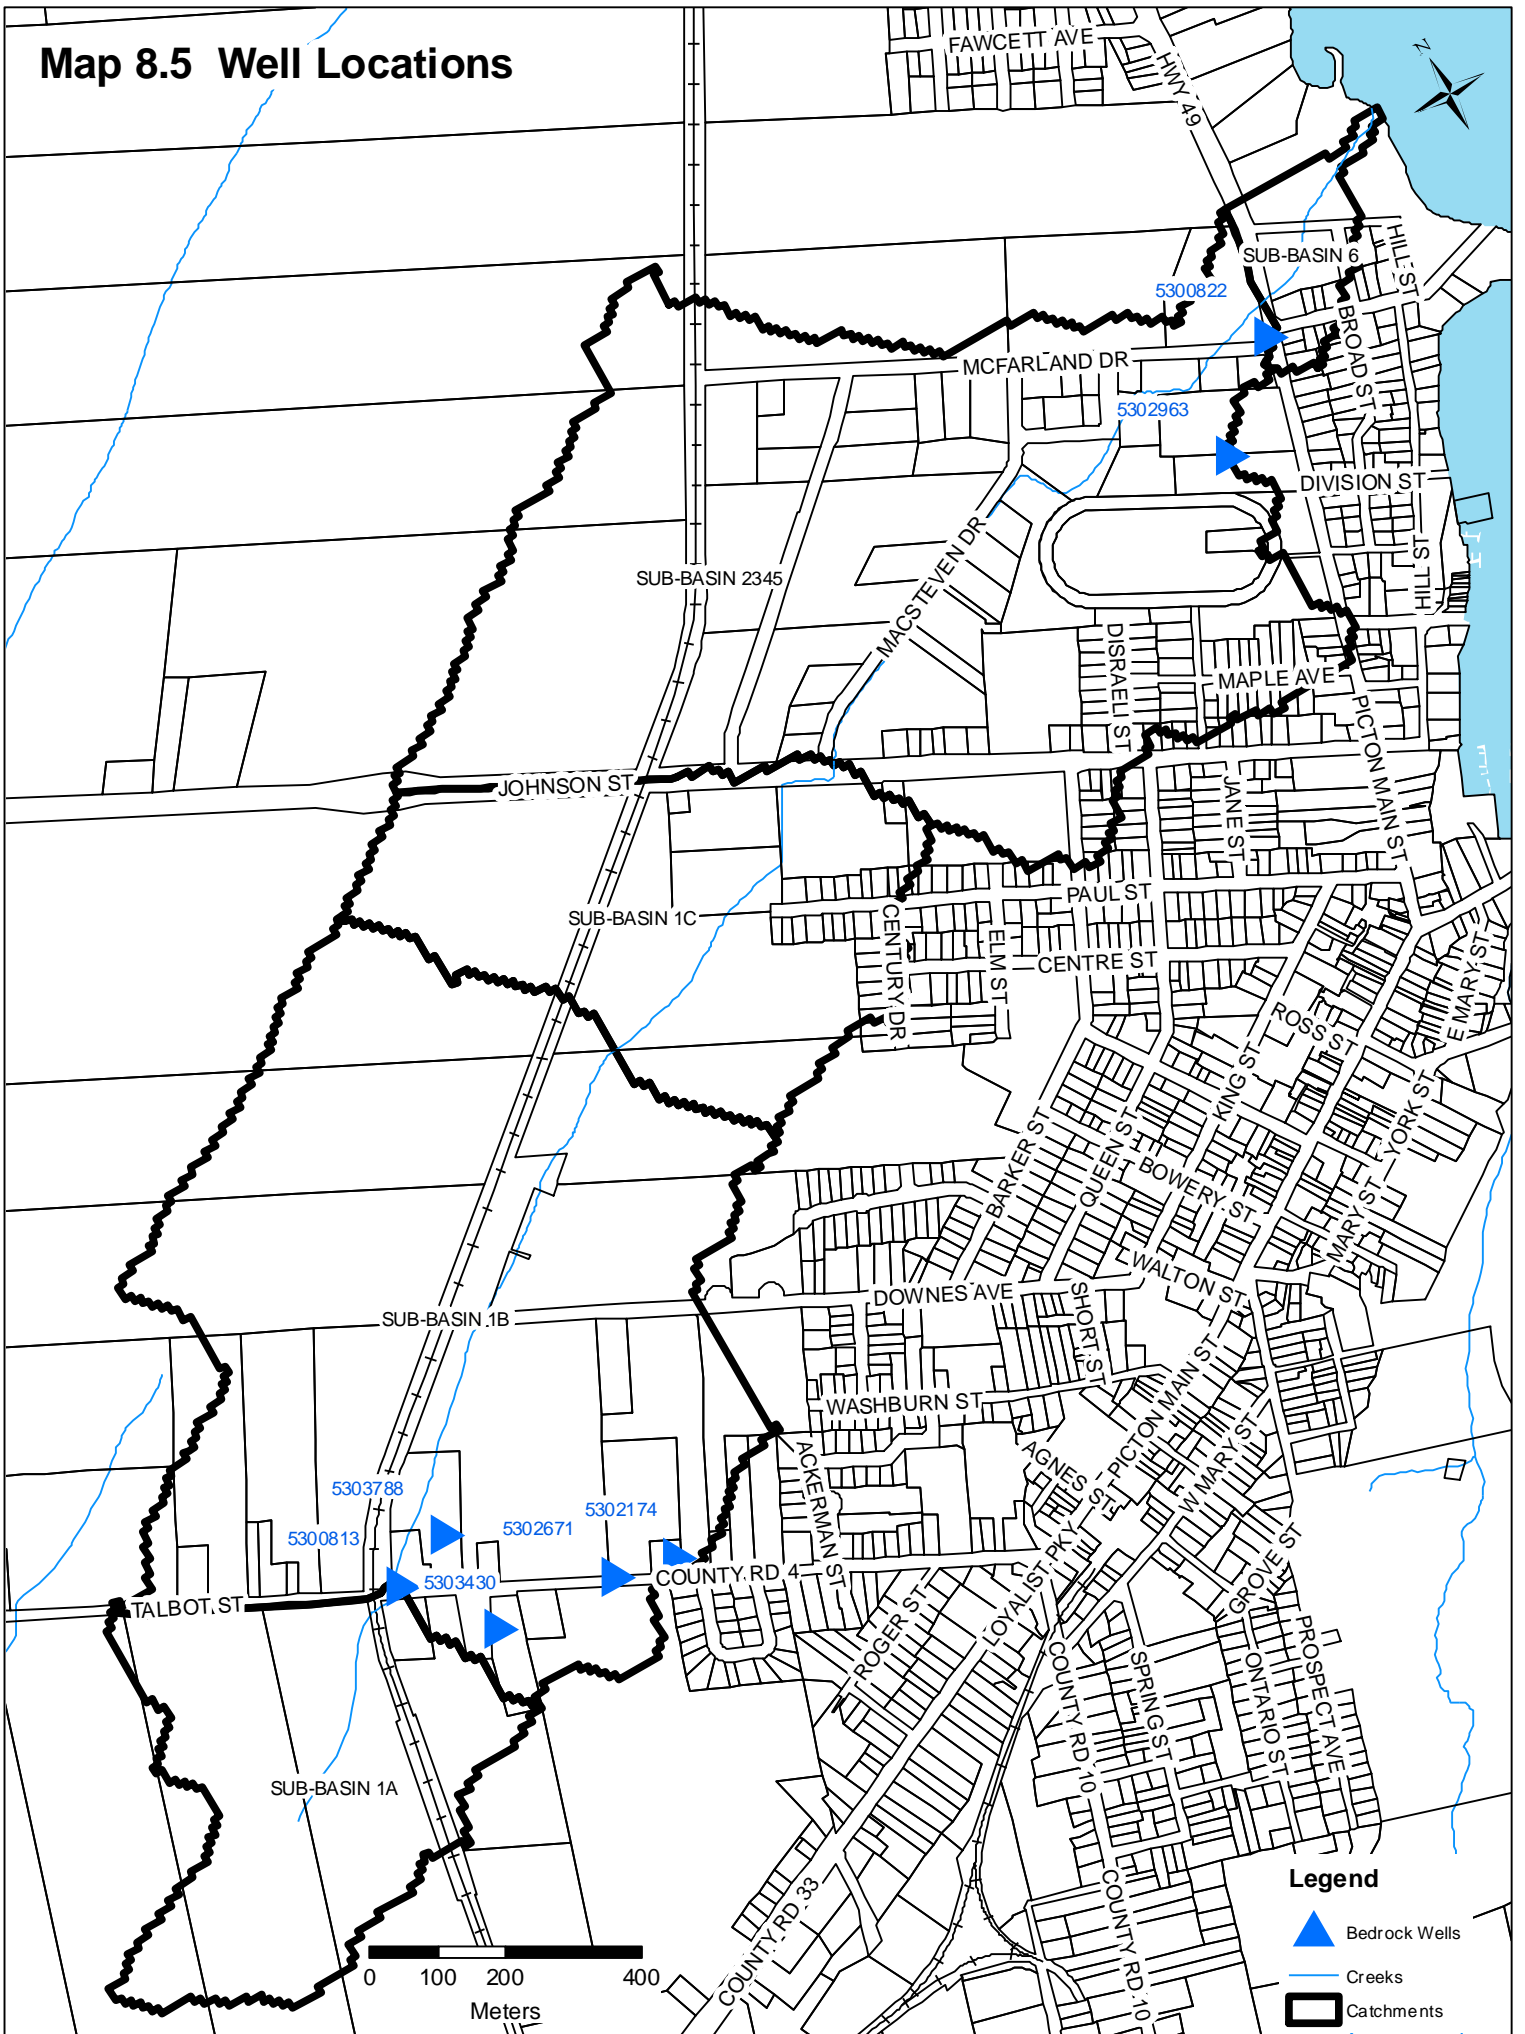 Map 8.5  Well Locations
FAWCETT AVE
HWY 49
N
SUB-BASIN 6
HILL ST
5300822
BROAD ST
MCFARLAND DR
5302963
DIVISION ST
HILL ST
SUB-BASIN 2345
MACSTEVEN DR
DISRAELI ST
MAPLE AVE
PICTON MAIN ST
JOHNSON ST
JANE ST
PAUL ST
SUB-BASIN 1C
CENTURY DR
ELM ST
CENTRE ST
E MARY ST
ROSS ST
KING ST
YORK ST
BARKER ST
QUEEN ST
BOWERY ST
MARY ST
WALTON ST
DOWNES AVE
SHORT ST
SUB-BASIN 1B
WASHBURN ST
PICTON MAIN ST
AGNES ST
W MARY ST
ACKERMAN ST
5303788
5302174
5302671
5300813
5303430
COUNTY RD 4
TALBOT ST
LOYALIST PKY
GROVE ST
ROGER ST
COUNTY RD 10
SPRING ST
ONTARIO ST
PROSPECT AVE
SUB-BASIN 1A
COUNTY RD 33
COUNTY RD 10
0 100 200 400
Meters
Legend
Bedrock Wells
Creeks
Catchments